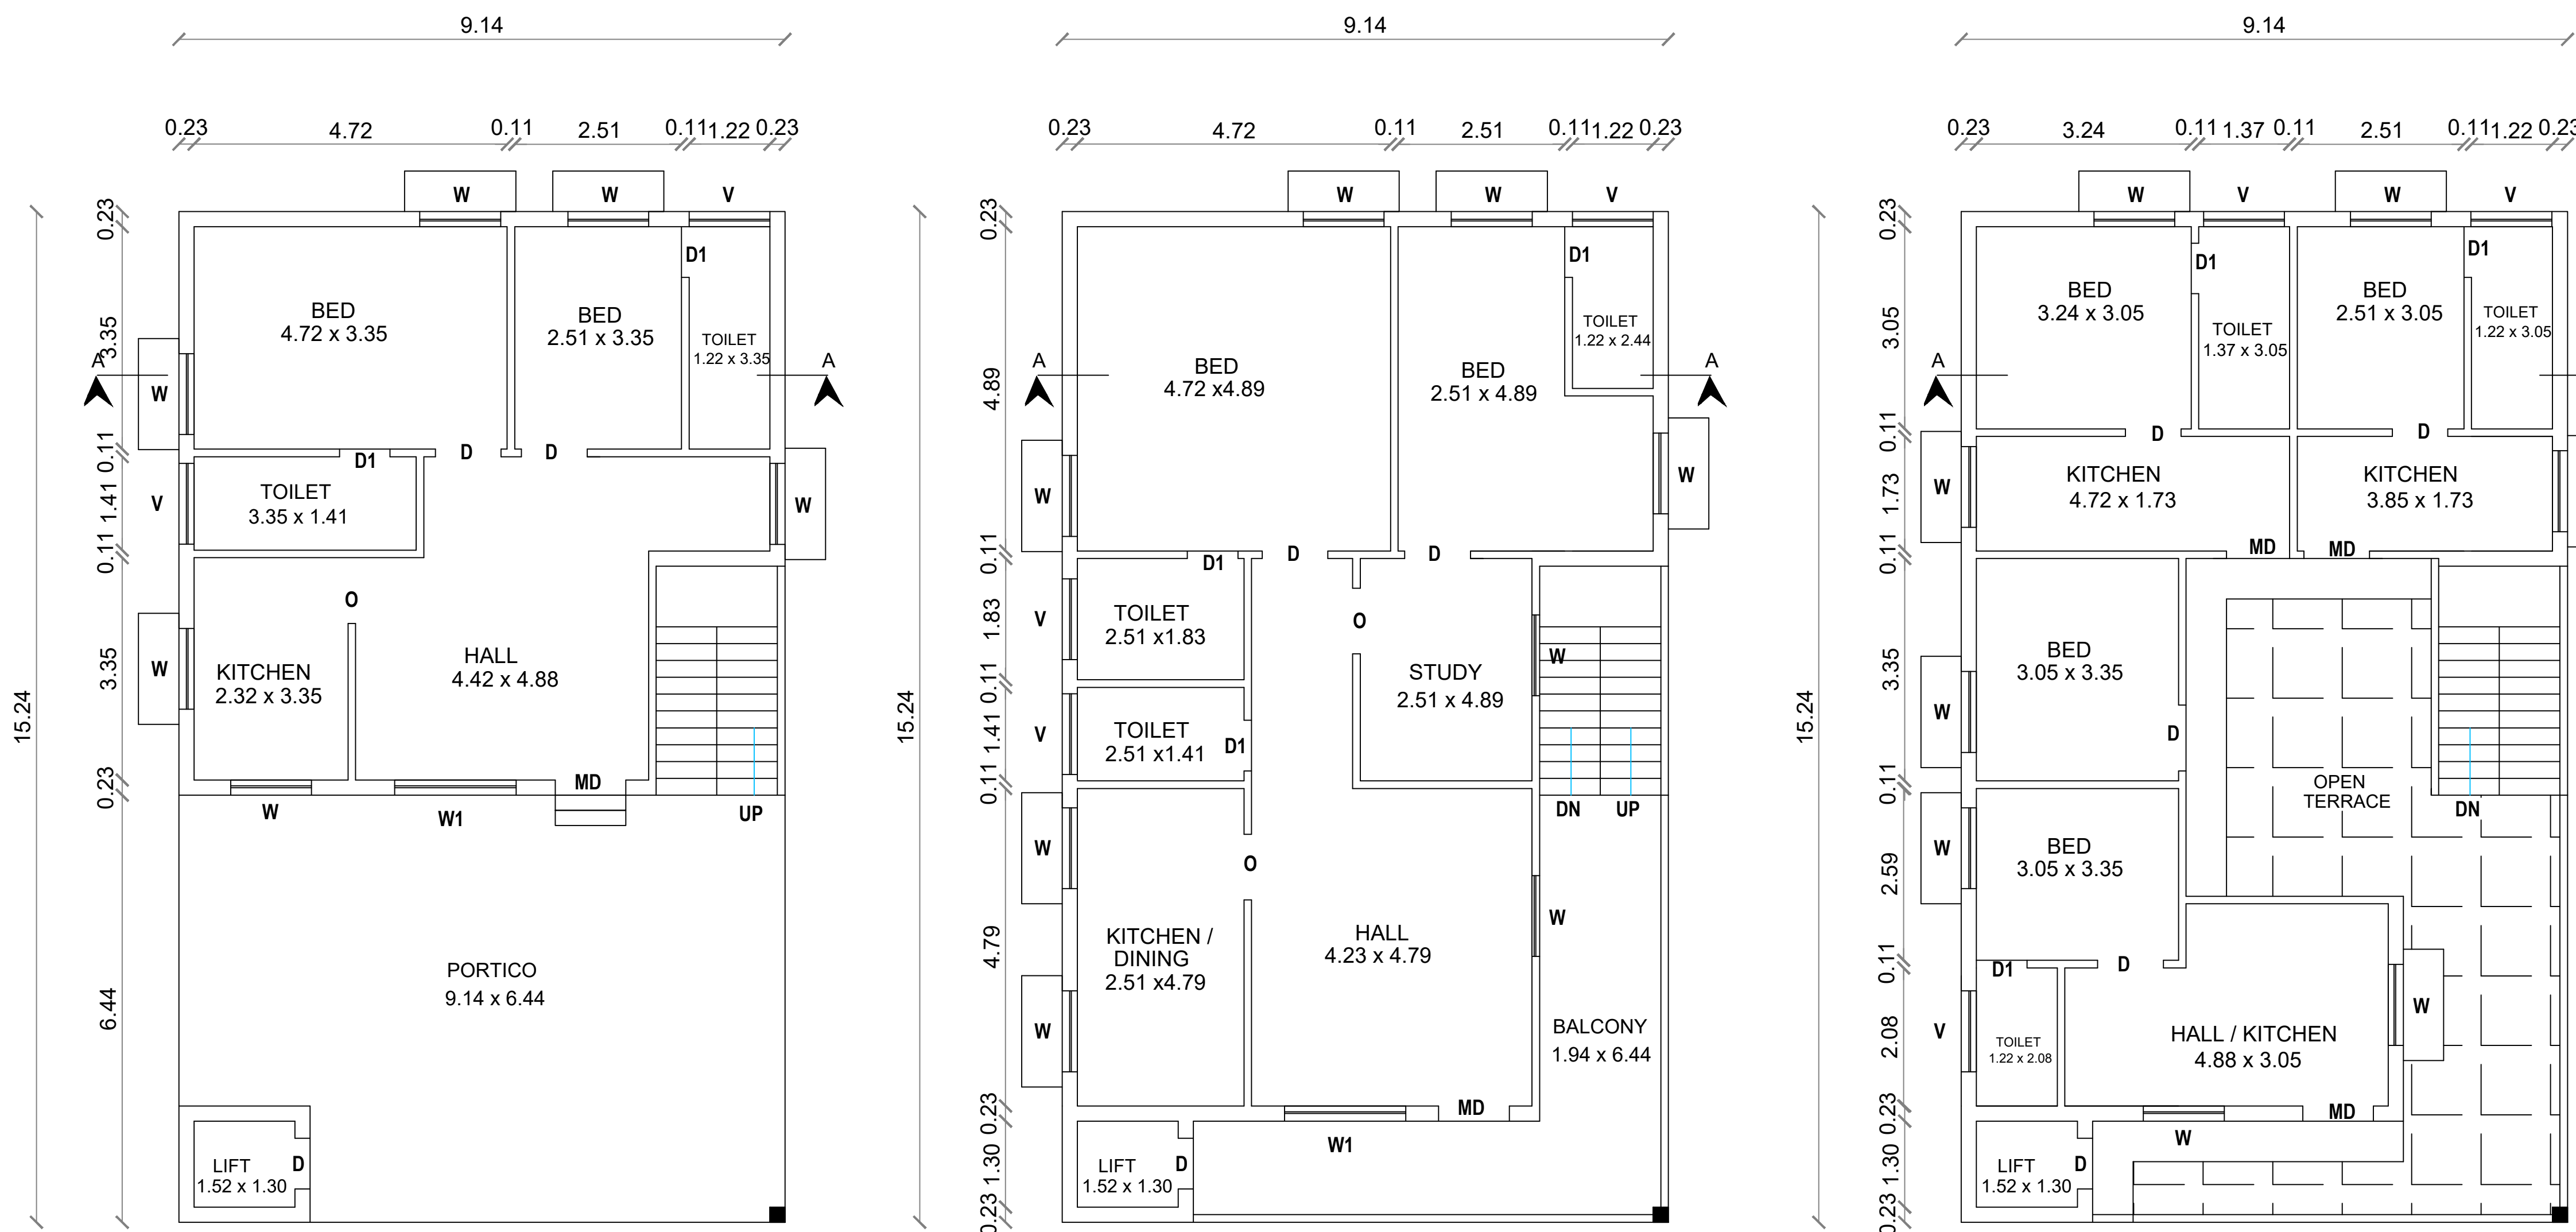 9.14
0.23 4.72 0.11 2.51 0.11 1.22 0.23
W W V
15.24
0.23
3.35
0.11
1.41
0.11
3.35
0.23
6.44
BED
4.72 x 3.35
BED
2.51 x 3.35
D1
TOILET
1.22 x 3.35
A
A
W
D1
D
D
V
TOILET
3.35 x 1.41
W
O
W
KITCHEN
2.32 x 3.35
HALL
4.42 x 4.88
W
W1
MD
UP
PORTICO
9.14 x 6.44
LIFT
1.52 x 1.30
D
9.14
0.23 4.72 0.11 2.51 0.11 1.22 0.23
W W V
15.24
0.23
4.89
0.11
1.83
0.11
1.41
0.11
4.79
0.23
1.30
0.23
D1
TOILET
1.22 x 2.44
A
A
BED
4.72 x4.89
BED
2.51 x 4.89
W
W
D1
D
D
V
TOILET
2.51 x1.83
O
W
STUDY
2.51 x 4.89
V
TOILET
2.51 x1.41
D1
DN
UP
W
O
W
KITCHEN /
DINING
2.51 x4.79
HALL
4.23 x 4.79
W
BALCONY
1.94 x 6.44
MD
W1
LIFT
1.52 x 1.30
D
9.14
0.23 3.24 0.11 1.37 0.11 2.51 0.11 1.22 0.23
W V W V
15.24
0.23
3.05
0.11
1.73
0.11
3.35
0.11
2.59
0.11
2.08
0.23
1.30
0.23
D1
D1
BED
3.24 x 3.05
TOILET
1.37 x 3.05
BED
2.51 x 3.05
TOILET
1.22 x 3.05
A
D
D
W
KITCHEN
4.72 x 1.73
KITCHEN
3.85 x 1.73
MD
MD
BED
3.05 x 3.35
W
D
OPEN
TERRACE
DN
W
BED
3.05 x 3.35
D1
D
W
V
TOILET
1.22 x 2.08
HALL / KITCHEN
4.88 x 3.05
MD
W
LIFT
1.52 x 1.30
D